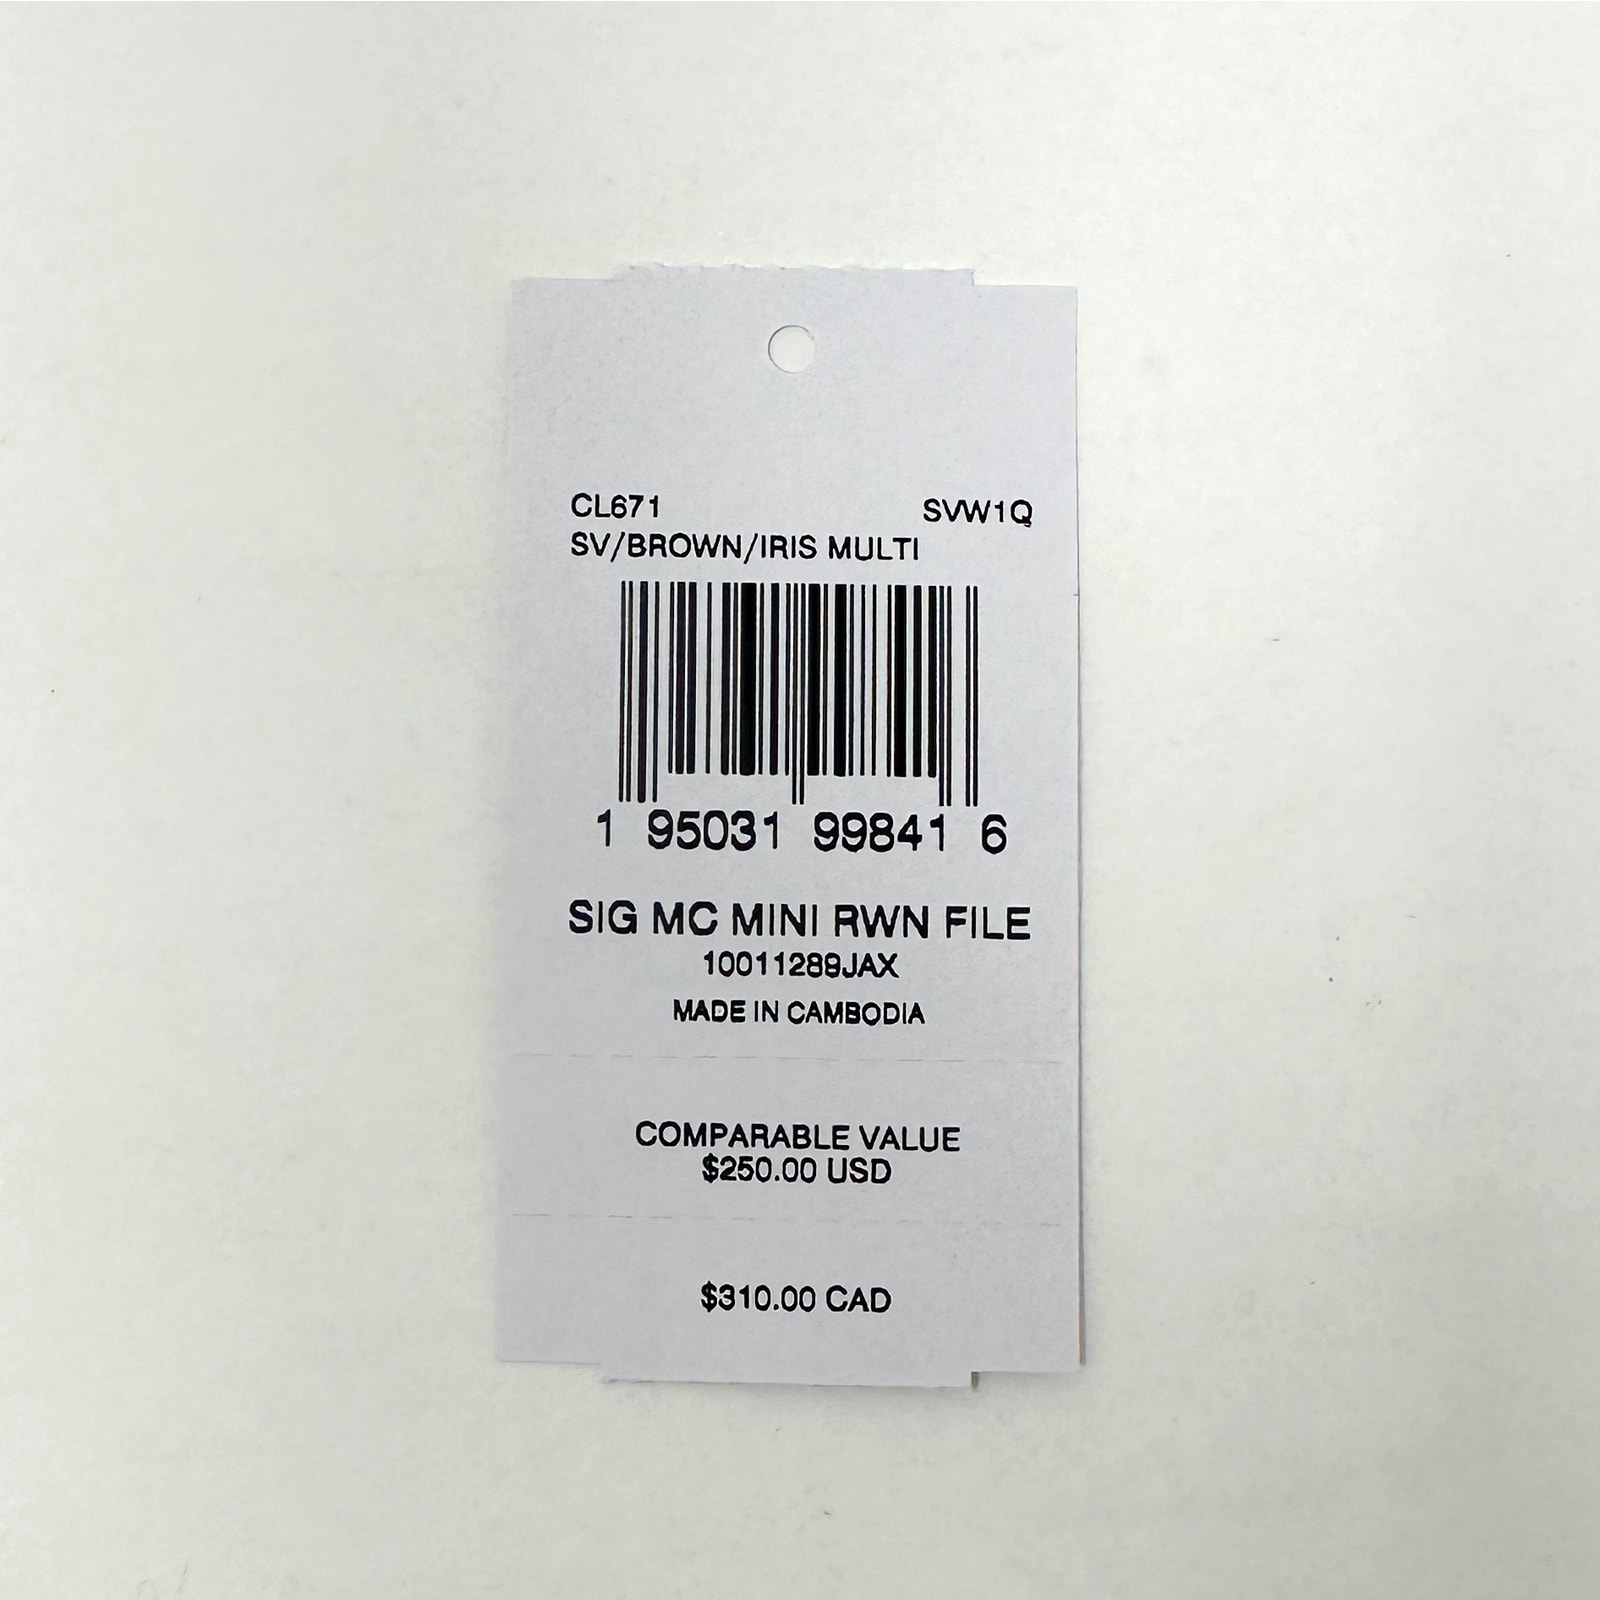 CL671 SVW1Q
SV/BROWN/IRIS MULTI
1 95031 99841 6
SIG MC MINI RWN FILE
10011289JAX
MADE IN CAMBODIA
COMPARABLE VALUE
$250.00 USD
$310.00 CAD